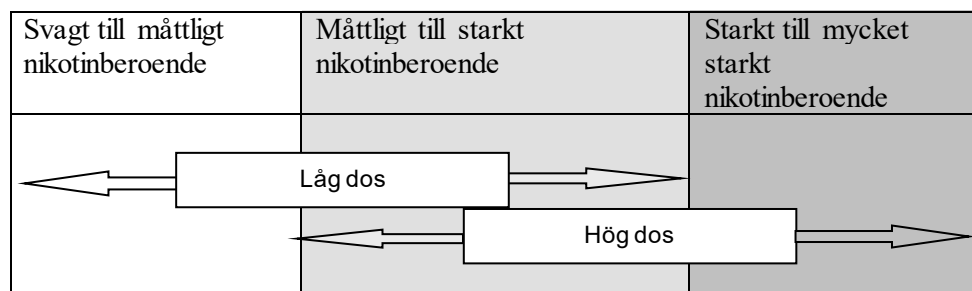 Svagt till måttligt
nikotinberoende
Måttligt till starkt
nikotinberoende
Starkt till mycket
starkt
nikotinberoende
Låg dos
Hög dos